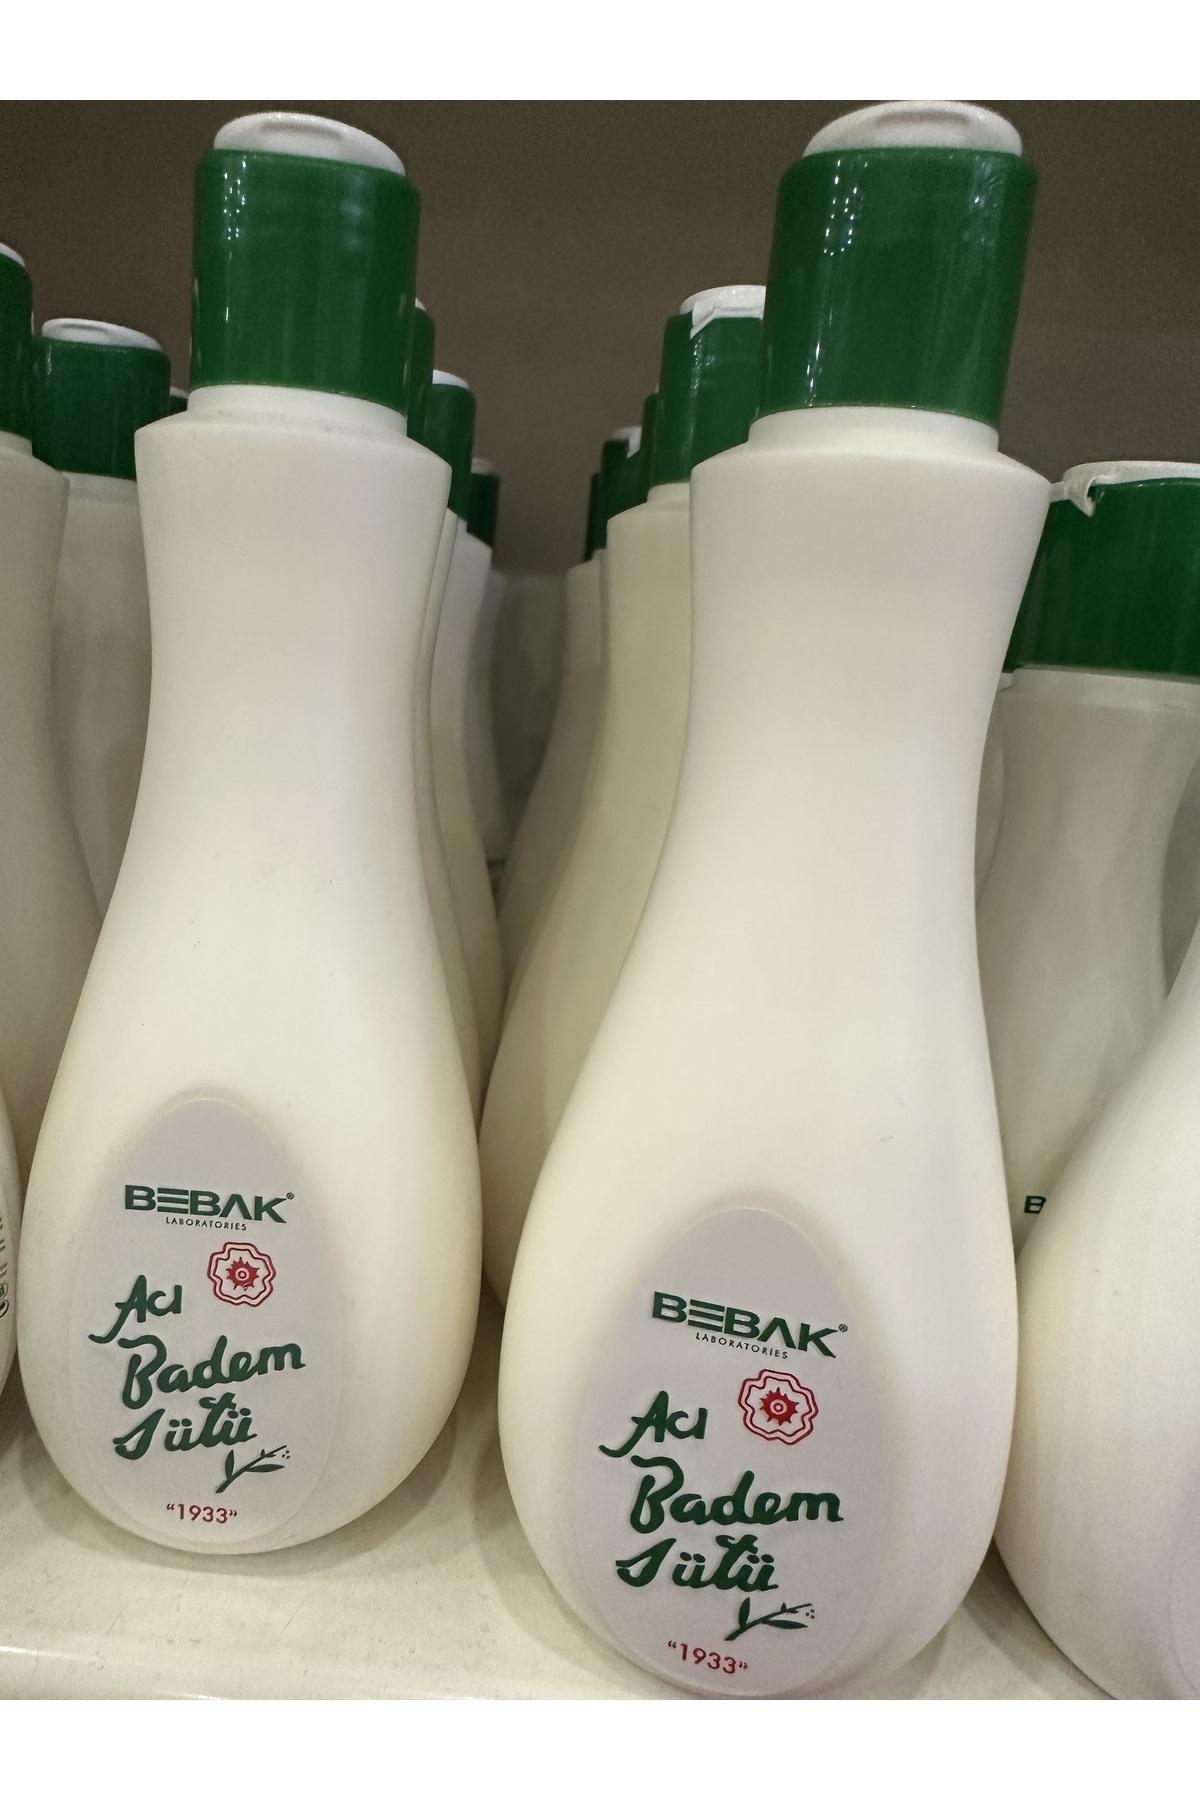 BEBAK®
LABORATORIES
Acı
Badem
sütü
"1933"
BEBAK®
LABORATORIES
Acı
Badem
sütü
"1933"